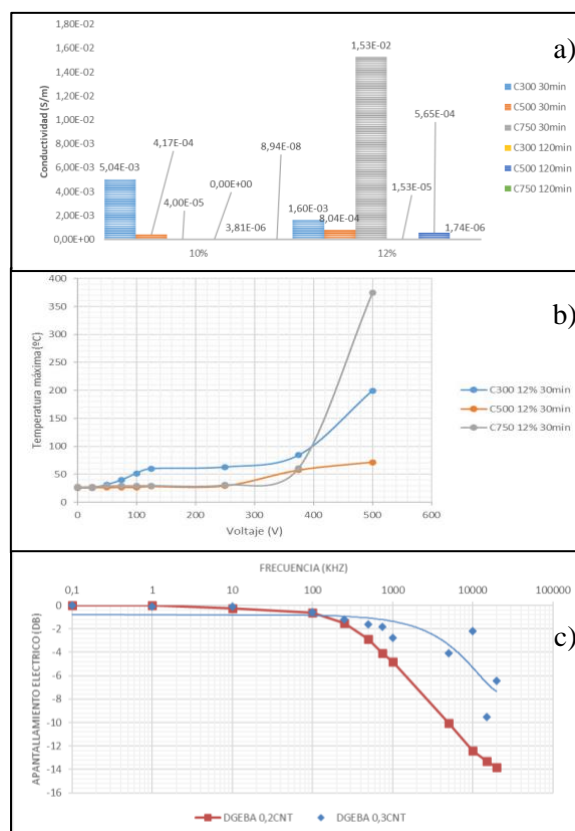 a)
Conductividad (S/m)
1,80E-02
1,60E-02
1,40E-02
1,20E-02
1,00E-02
8,00E-03
6,00E-03
4,00E-03
2,00E-03
0,00E+00
5,04E-03
4,17E-04
4,00E-05
0,00E+00
3,81E-06
8,94E-08
1,60E-03
8,04E-04
1,53E-02
1,53E-05
5,65E-04
1,74E-06
10%
12%
C300 30min
C500 30min
C750 30min
C300 120min
C500 120min
C750 120min
b)
Temperatura máxima(ºC)
400
350
300
250
200
150
100
50
0
0 100 200 300 400 500 600
Voltaje (V)
C300 12% 30min
C500 12% 30min
C750 12% 30min
c)
FRECUENCIA (KHZ)
0,1 1 10 100 1000 10000 100000
APANTALLAMIENTO ELECTRICO (DB)
0
-2
-4
-6
-8
-10
-12
-14
-16
DGEBA 0,2CNT DGEBA 0,3CNT